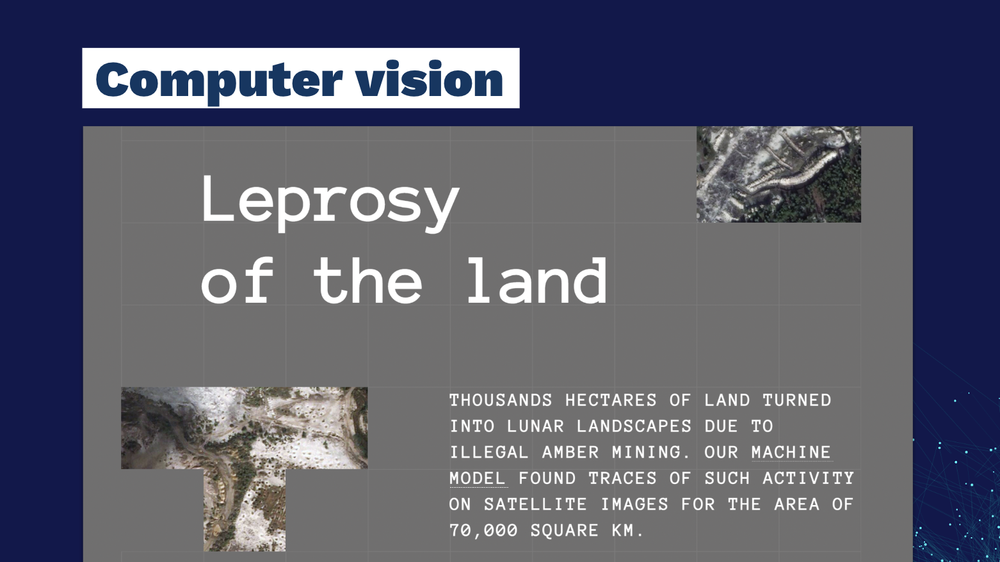 Computer vision
Leprosy
of the land
THOUSANDS HECTARES OF LAND TURNED
INTO LUNAR LANDSCAPES DUE TO
ILLEGAL AMBER MINING. OUR MACHINE
MODEL FOUND TRACES OF SUCH ACTIVITY
ON SATELLITE IMAGES FOR THE AREA OF
70,000 SQUARE KM.